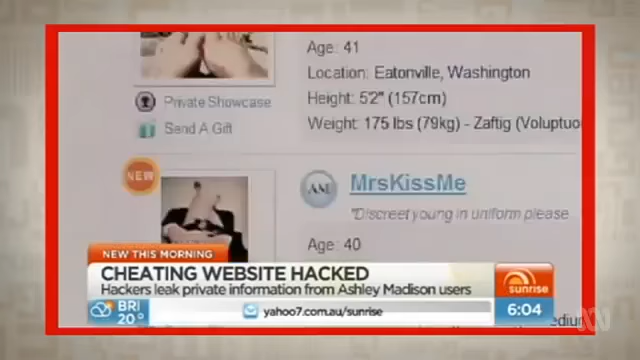 Age: 41
Location: Eatonville, Washington
Height: 5'2" (157cm)
Weight: 175 lbs (79kg) - Zaftig (Voluptuo
Private Showcase
Send A Gift
NEW
AM
MrsKissMe
"Discreet young in uniform please
Age: 40
NEW THIS MORNING
CHEATING WEBSITE HACKED
Hackers leak private information from Ashley Madison users
sunrise
BRI
20°
yahoo7.com.au/sunrise
6:04